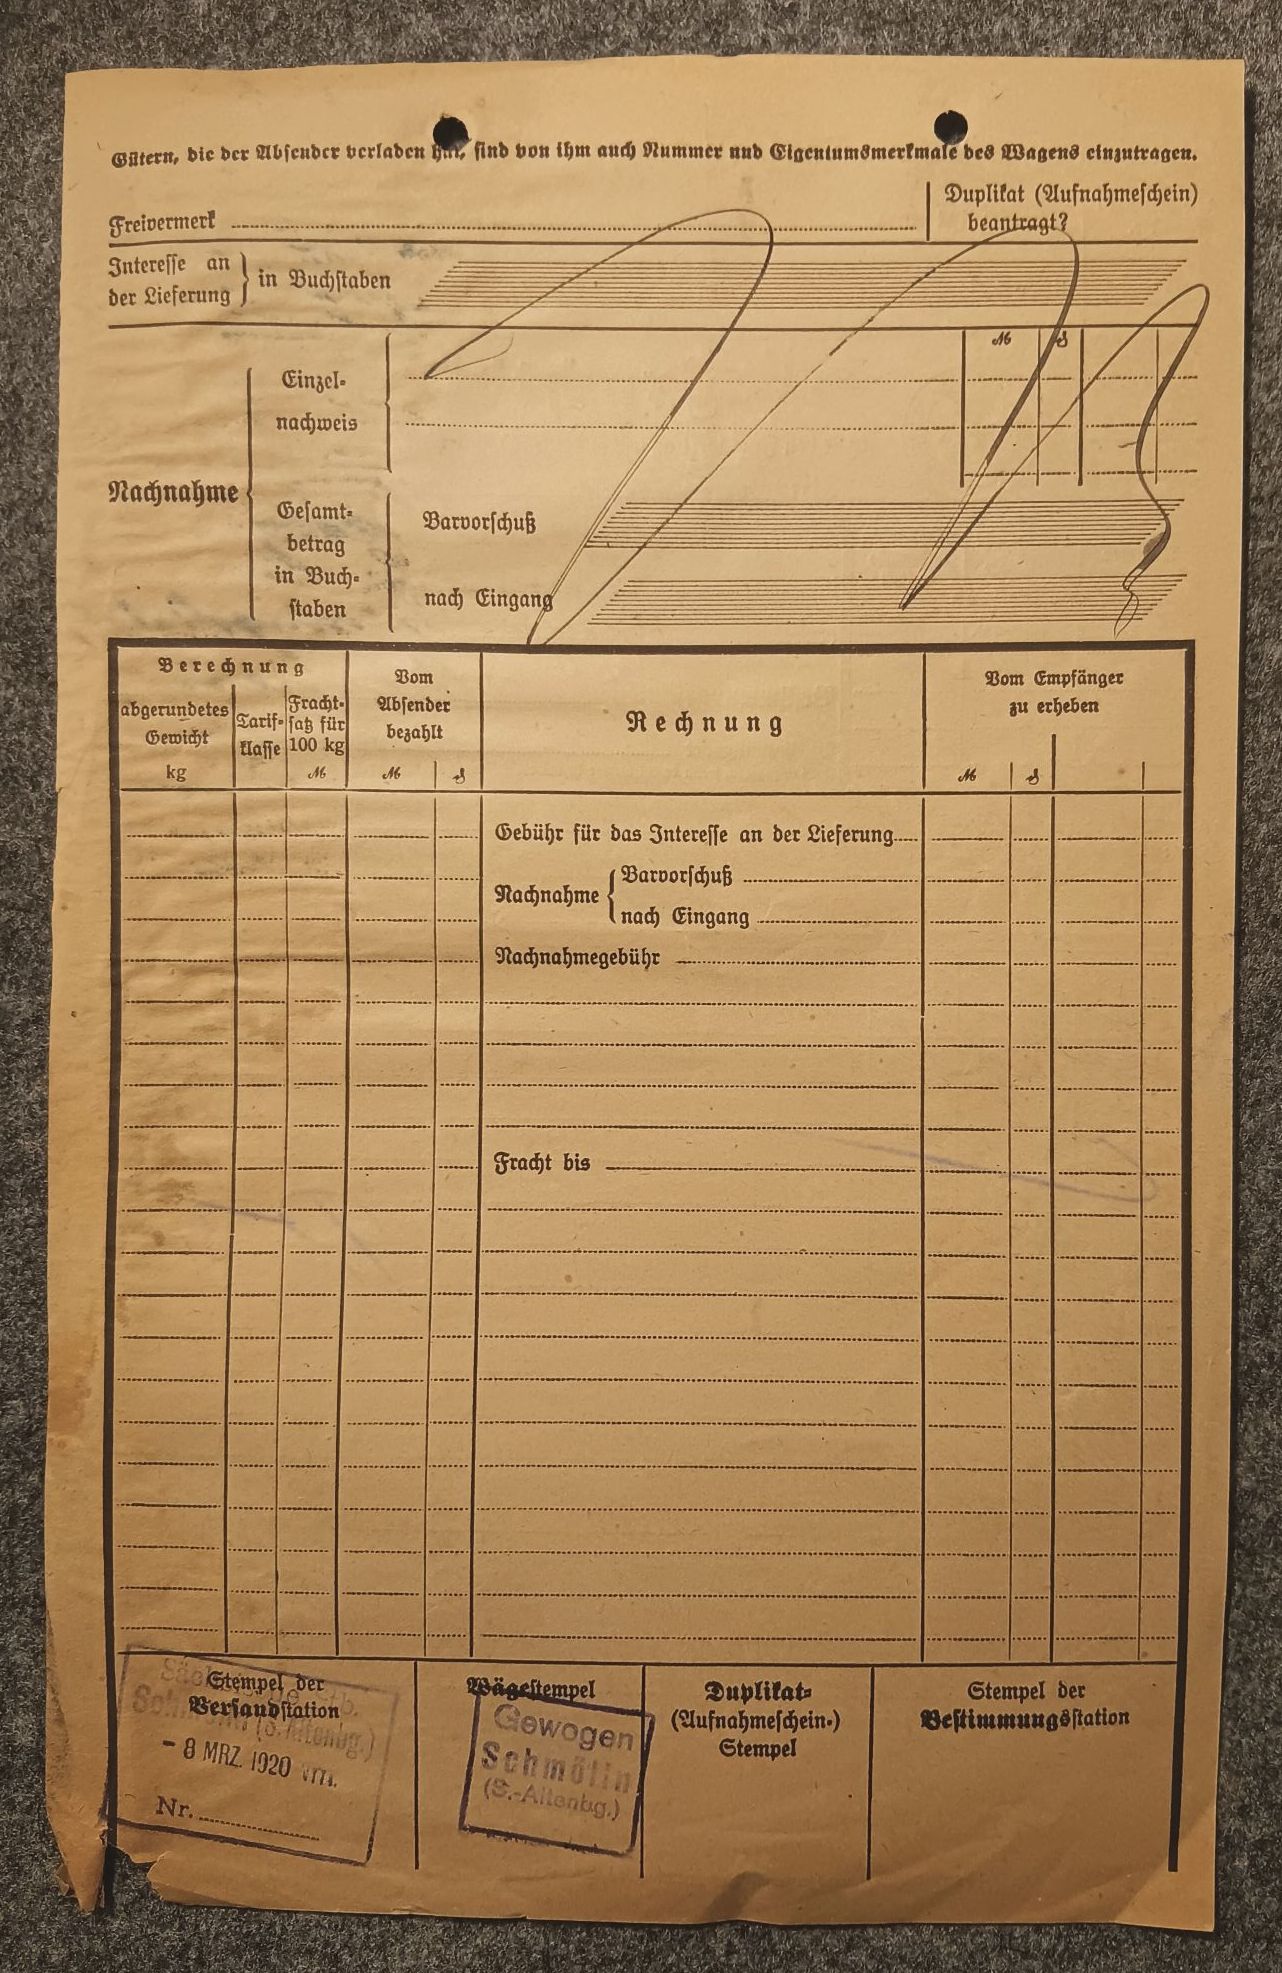 Gütern, die der Absender verladen hat, sind von ihm auch Nummer und Eigentumsmerkmale des Wagens einzutragen.
Freivermerk
Duplikat (Aufnahmeschein)
beantragt?
Interesse an
der Lieferung
in Buchstaben
ℳ ₰
Nachnahme
Einzel-
nachweis
Gesamt-
betrag
in Buch-
staben
Barvorschuß
nach Eingang
Berechnung
abgerundetes
Gewicht
kg
Tarif-
klasse
Fracht-
satz für
100 kg
ℳ
Vom
Absender
bezahlt
ℳ ₰
Rechnung
Vom Empfänger
zu erheben
ℳ ₰
Gebühr für das Interesse an der Lieferung
Nachnahme
Barvorschuß
nach Eingang
Nachnahmegebühr
Fracht bis
Stempel der
Versandstation
Schmölln (S. Altenbg.)
- 8 MRZ. 1920 VM.
Nr.
Wägestempel
Gewogen
Schmölln
(S.-Altenbg.)
Duplikat-
(Aufnahmeschein-)
Stempel
Stempel der
Bestimmungsstation